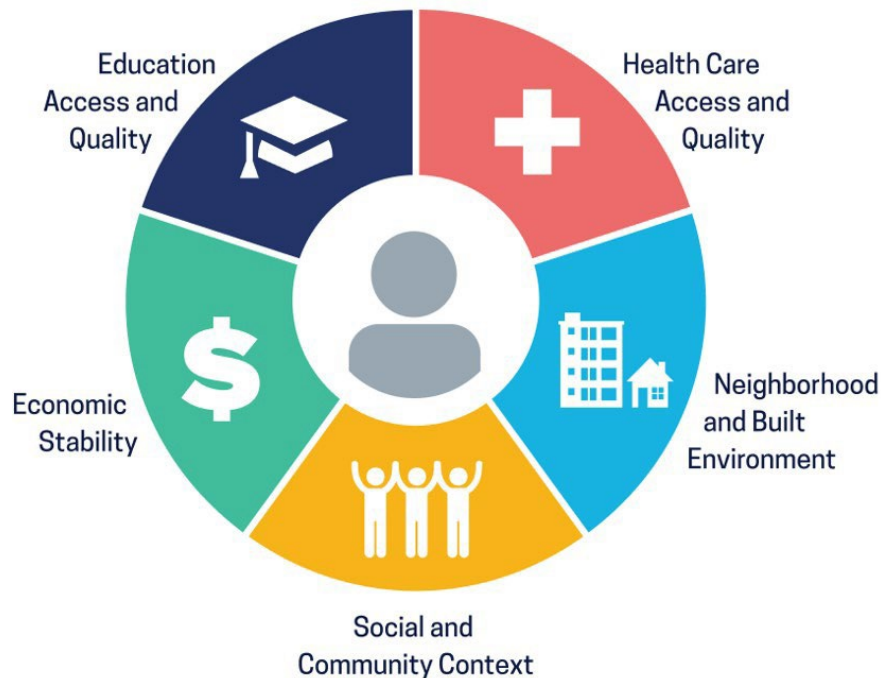 Education
Access and
Quality
Health Care
Access and
Quality
Economic
Stability
Neighborhood
and Built
Environment
Social and
Community Context